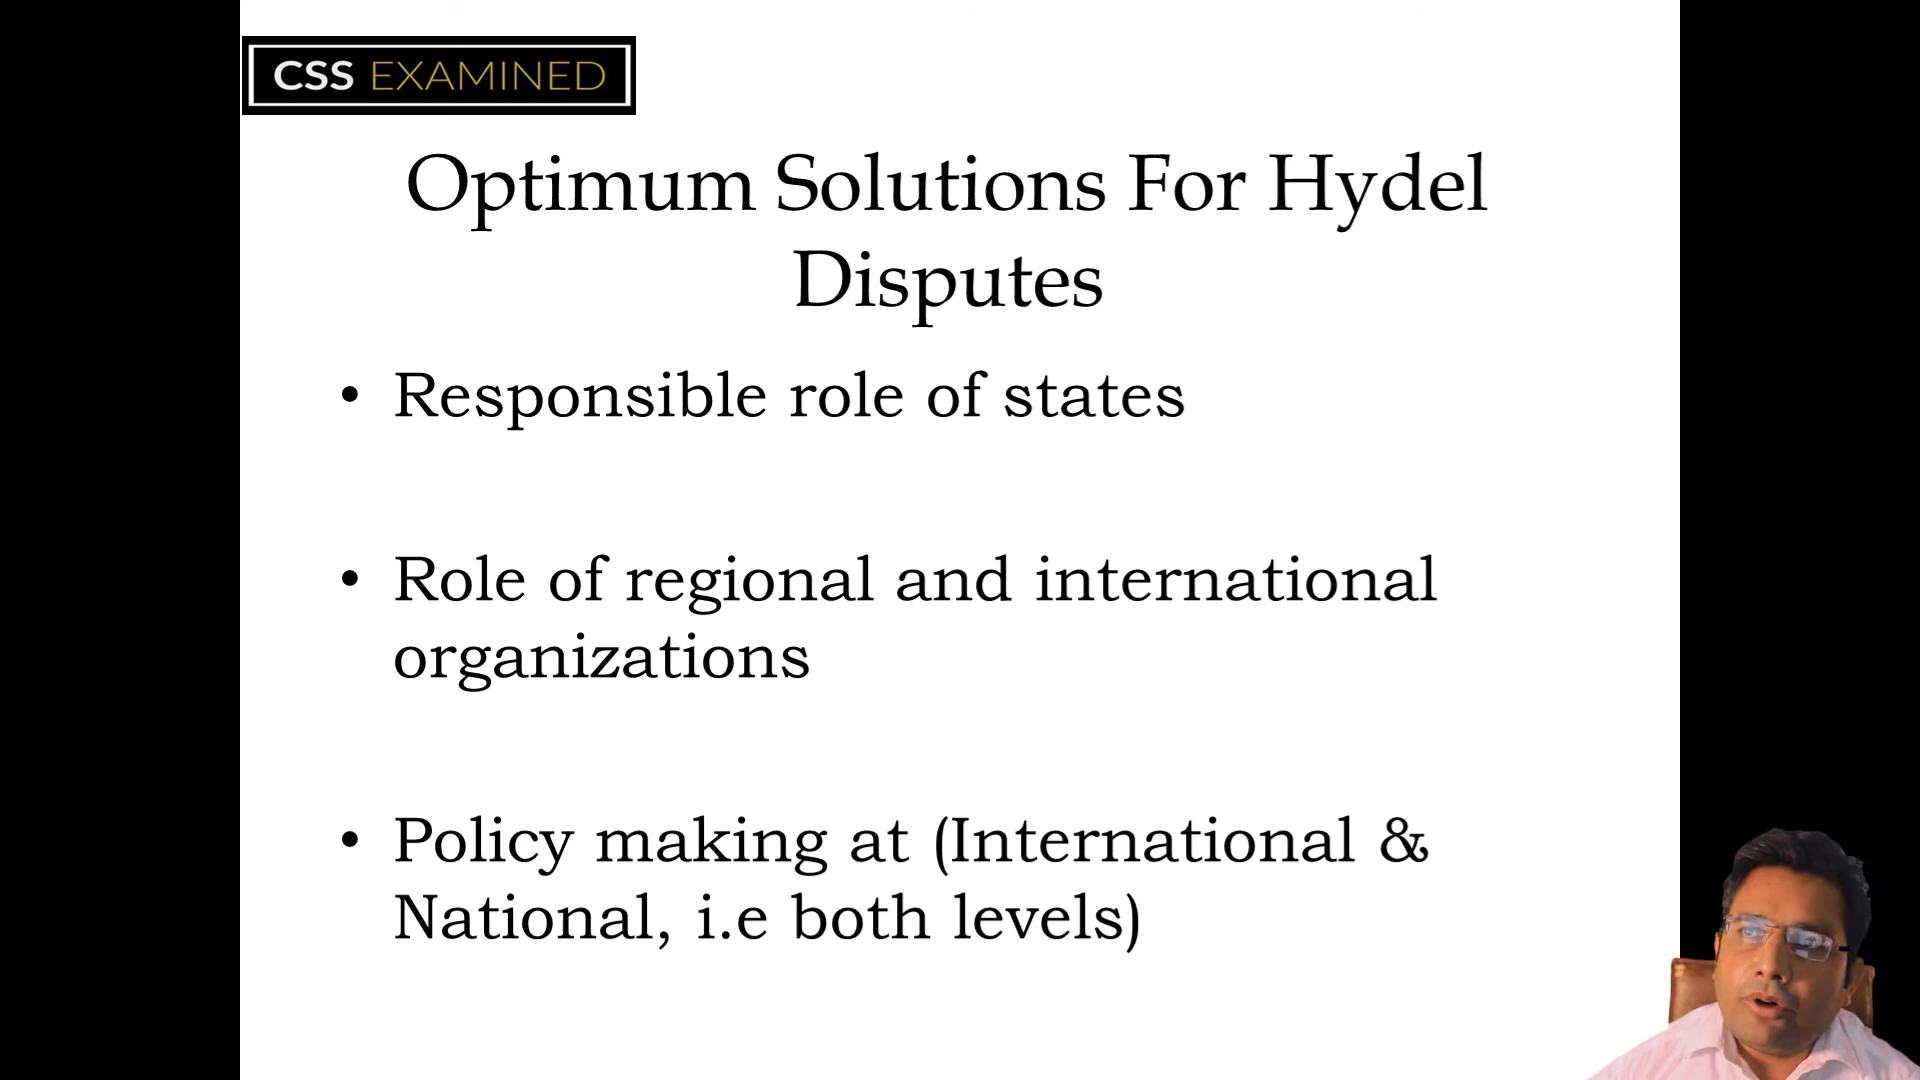 CSS EXAMINED
Optimum Solutions For Hydel
Disputes
• Responsible role of states
• Role of regional and international
organizations
• Policy making at (International &
National, i.e both levels)